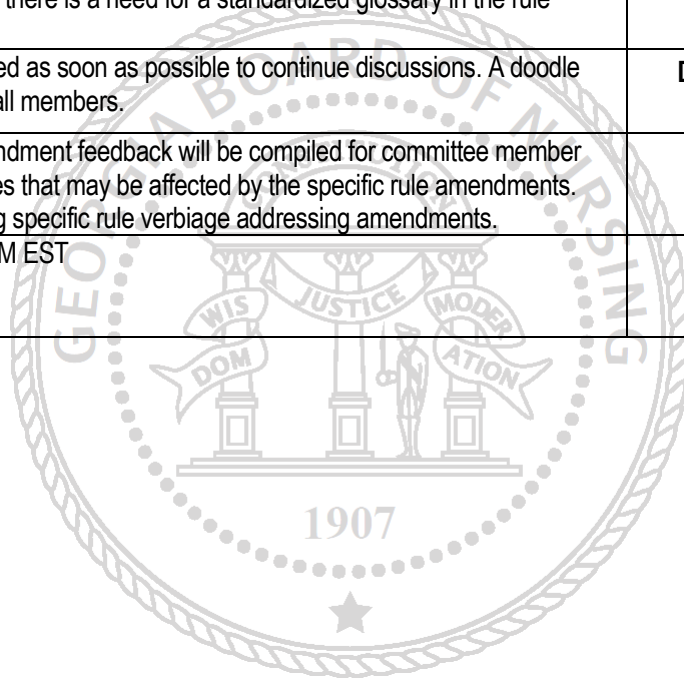 there is a need for a standardized glossary in the rule
ed as soon as possible to continue discussions. A doodle
all members.
ndment feedback will be compiled for committee member
es that may be affected by the specific rule amendments.
g specific rule verbiage addressing amendments.
M EST
GEORGIA BOARD OF NURSING
CONSTITUTION
WIS
DOM
JUSTICE
MODER
ATION
1907